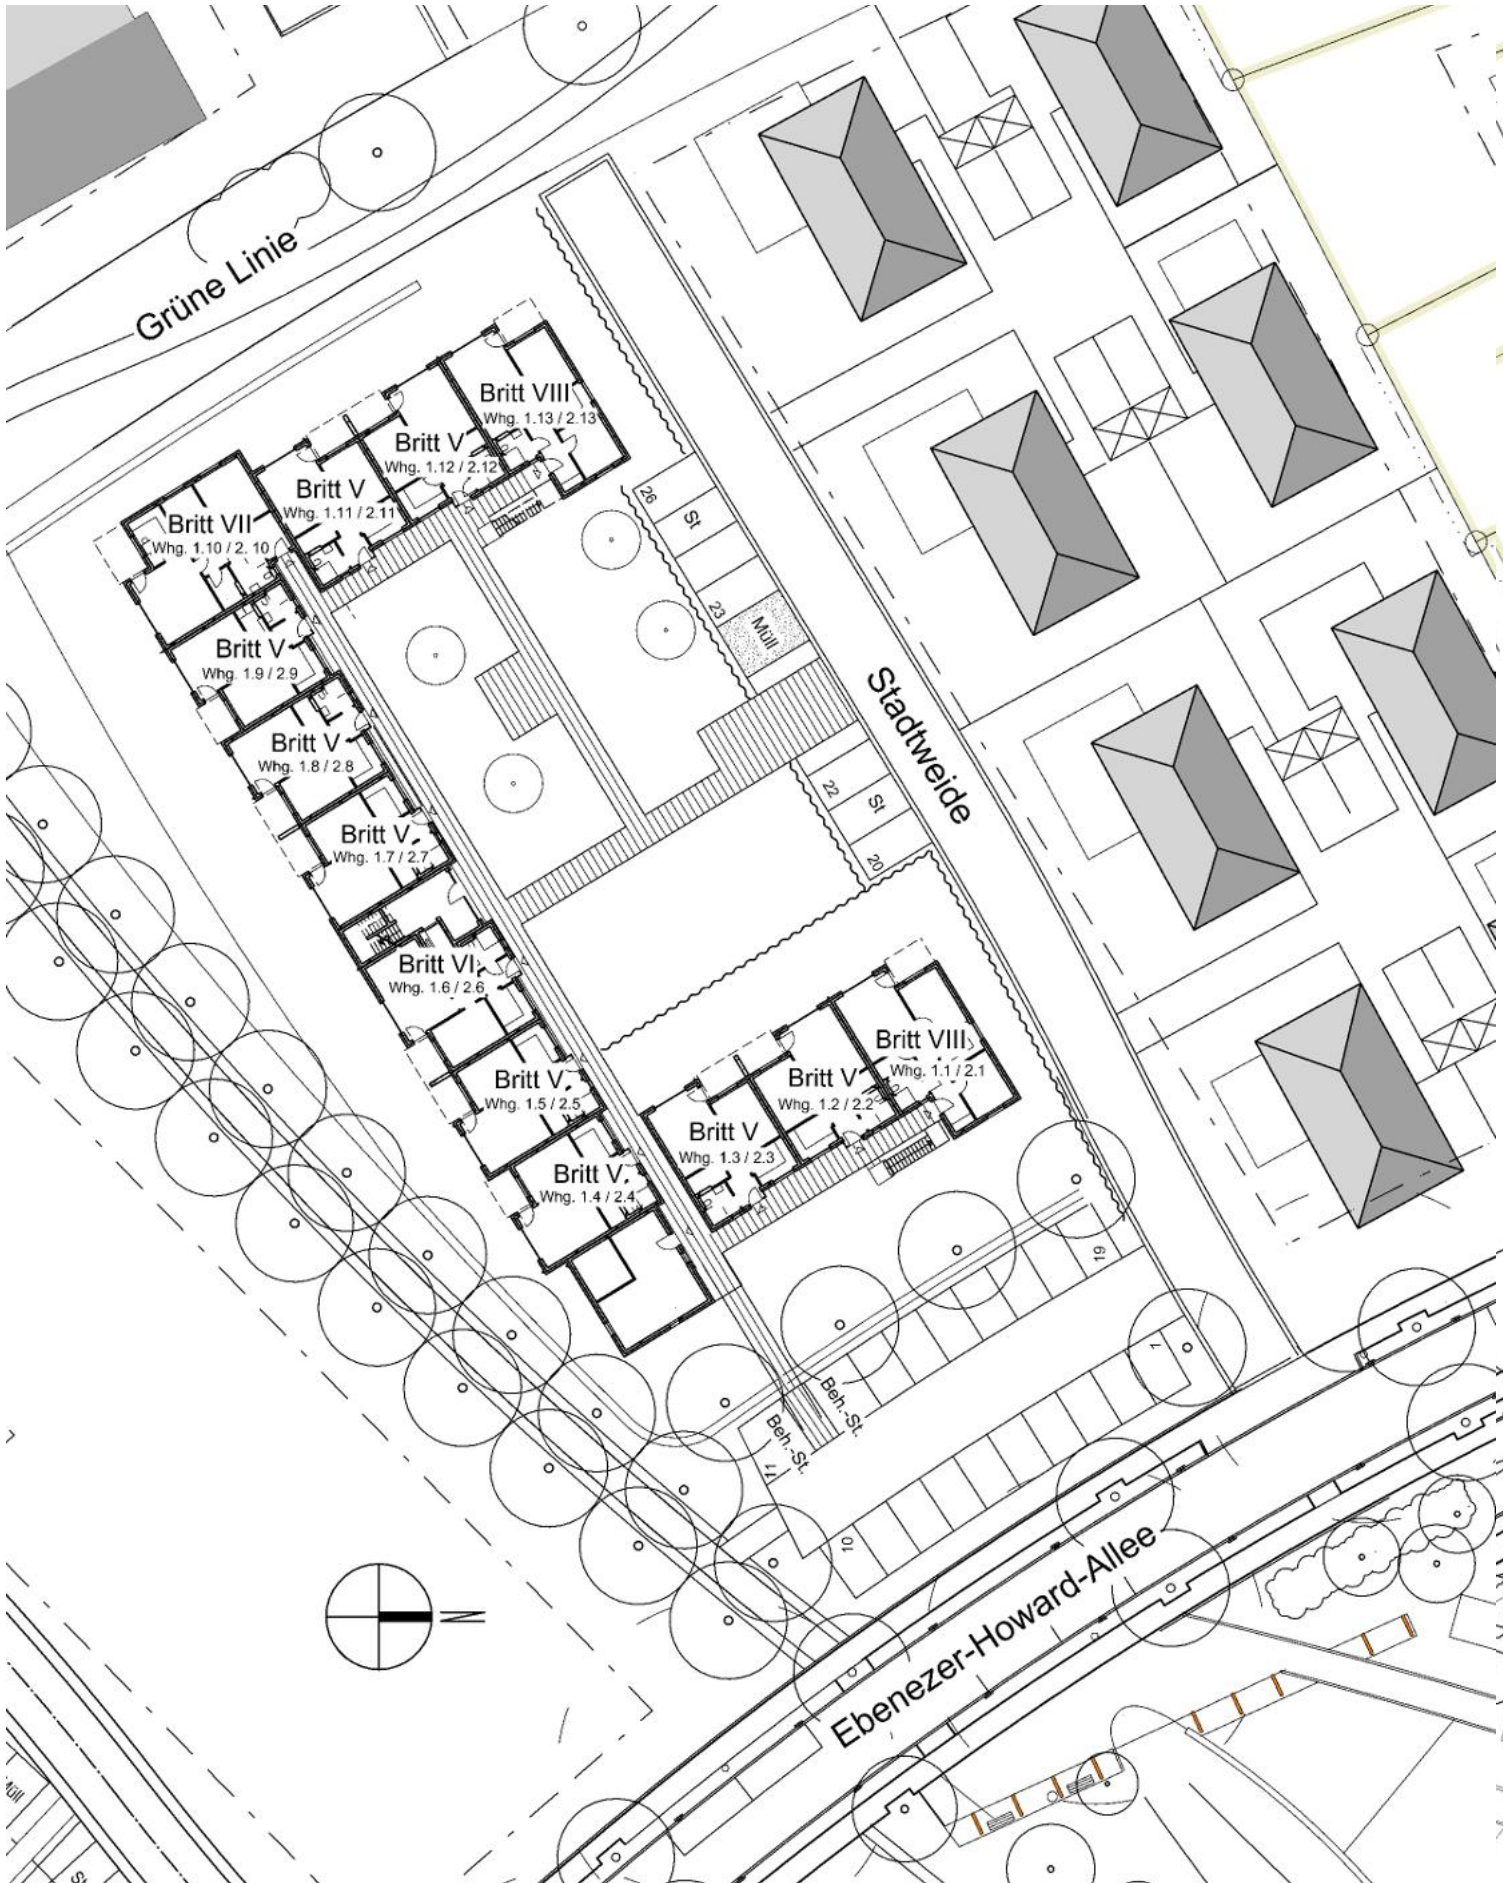 Grüne Linie
Britt VIII
Whg. 1.13 / 2.13
Britt V
Whg. 1.12 / 2.12
Britt V
Whg. 1.11 / 2.11
Britt VII
Whg. 1.10 / 2. 10
26
St
23
Müll
Britt V
Whg. 1.9 / 2.9
Britt V
Whg. 1.8 / 2.8
Stadtweide
22
St
20
Britt V
Whg. 1.7 / 2.7
Britt VI
Whg. 1.6 / 2.6
Britt VIII
Whg. 1.1 / 2.1
Britt V
Whg. 1.2 / 2.2
Britt V
Whg. 1.5 / 2.5
Britt V
Whg. 1.3 / 2.3
Britt V
Whg. 1.4 / 2.4
19
7
Beh.-St.
Beh.-St.
11
10
N
Ebenezer-Howard-Allee
Müll
St